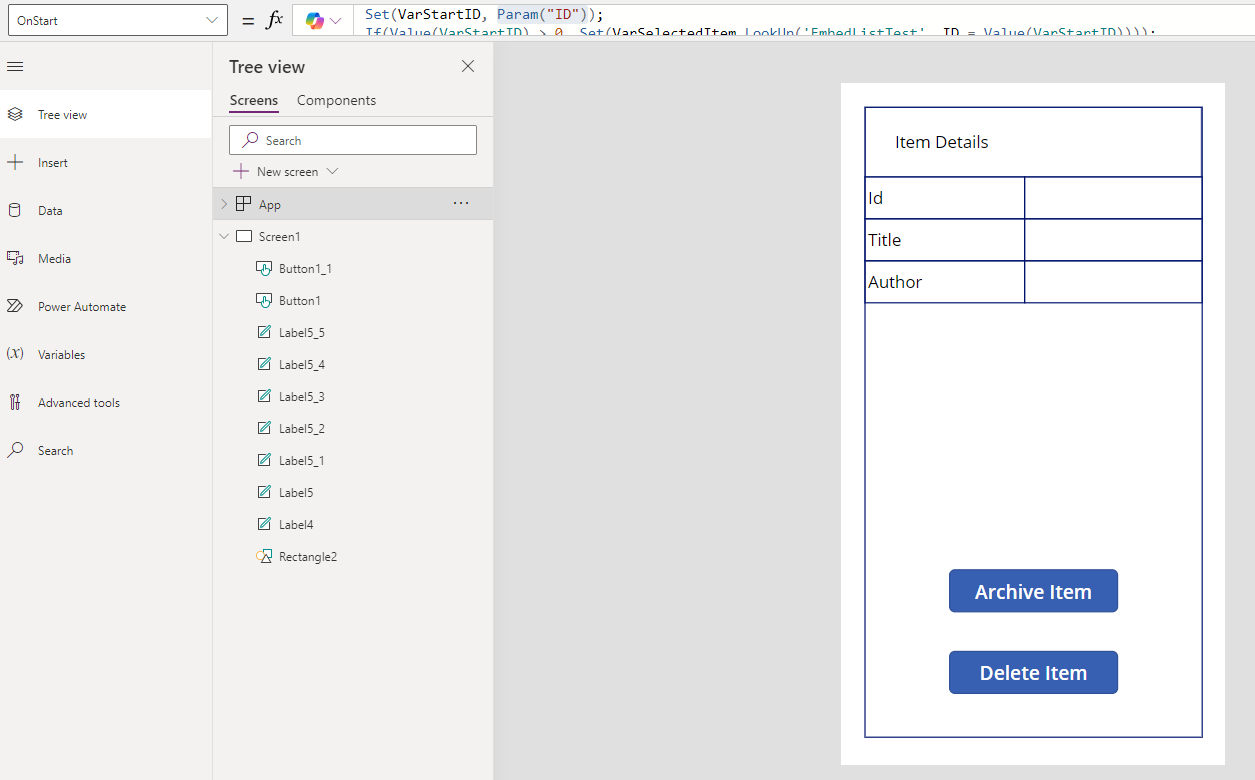 OnStart
= fx
Set(VarStartID, Param("ID"));
If(Value(VarStartID) > 0, Set(VarSelectedItem,LookUp('EmbedListTest', ID = Value(VarStartID))));
Tree view
Screens Components
Search
New screen
App ...
Screen1
Button1_1
Button1
Label5_5
Label5_4
Label5_3
Label5_2
Label5_1
Label5
Label4
Rectangle2
Tree view
Insert
Data
Media
Power Automate
(x) Variables
Advanced tools
Search
Item Details
Id
Title
Author
Archive Item
Delete Item